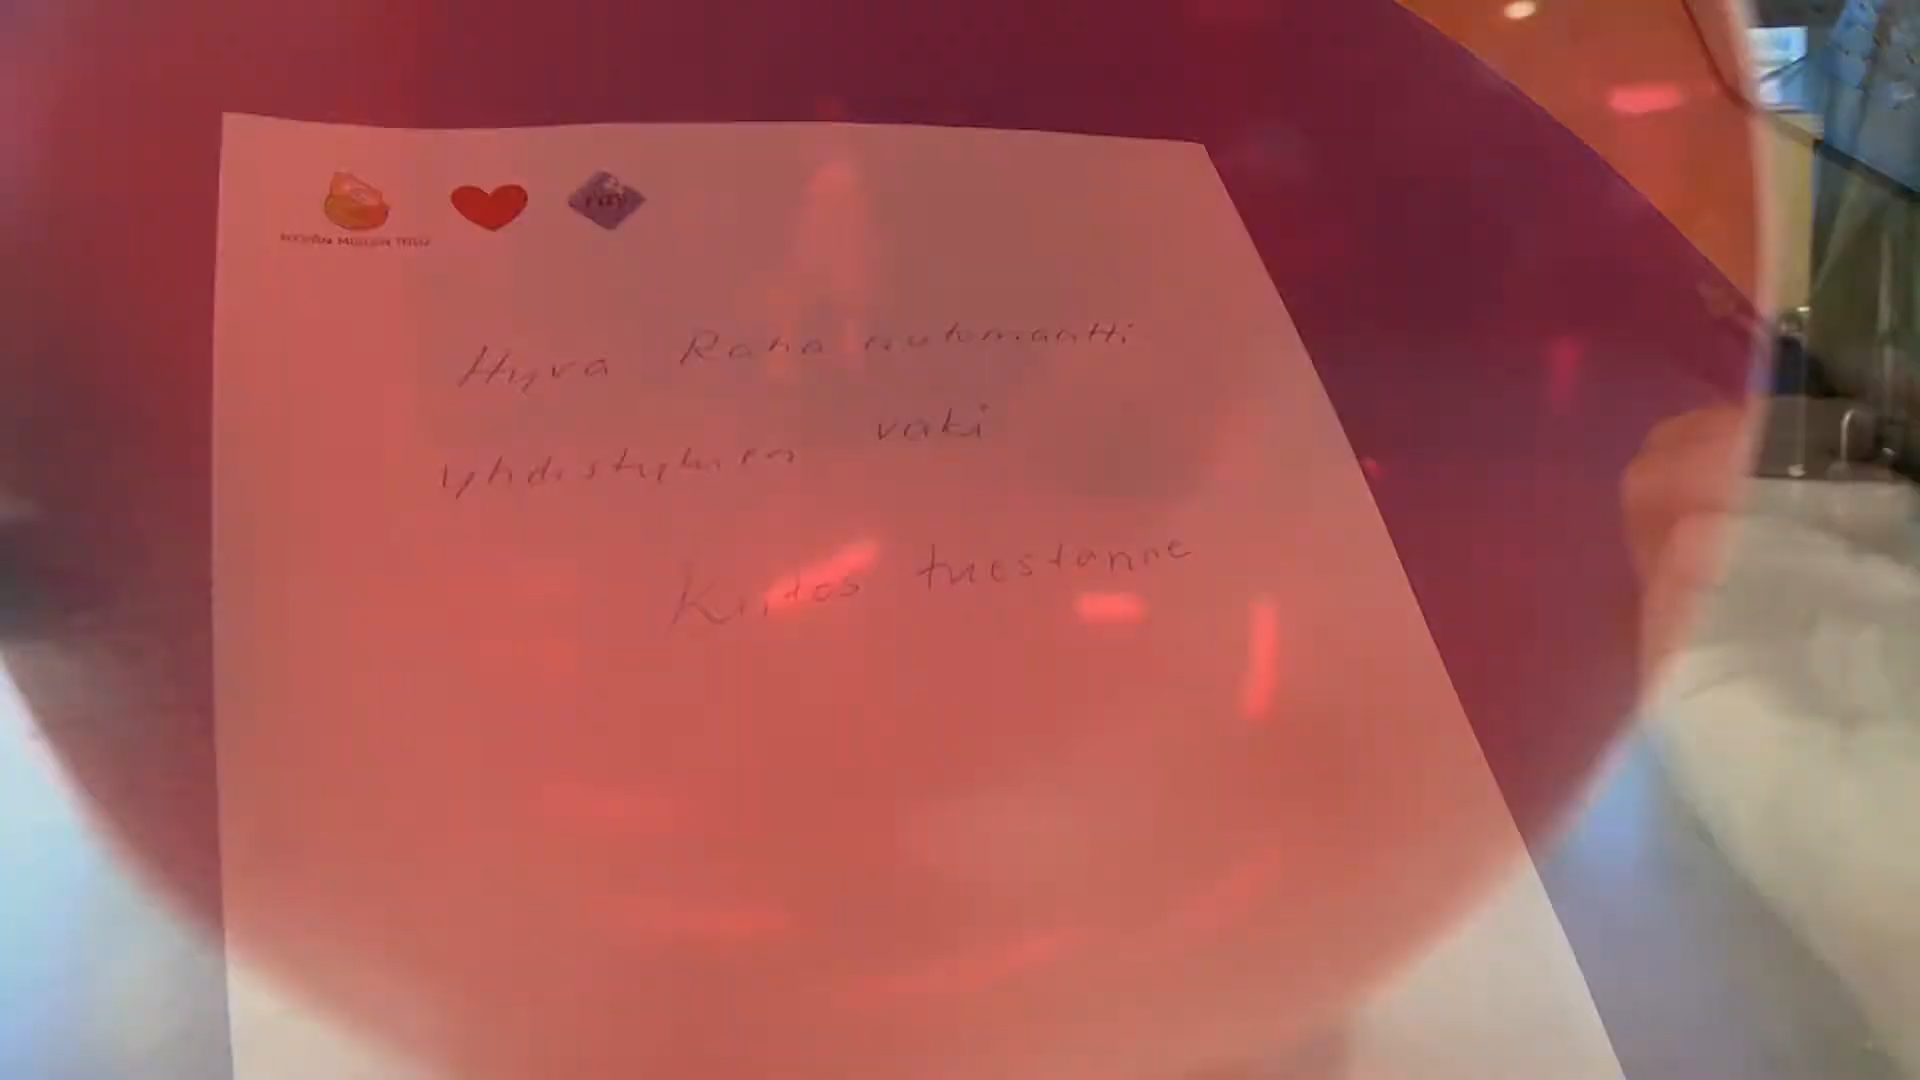 Hyvä Raha automaatti
yhdistyksen väki
Kiitos tuestanne